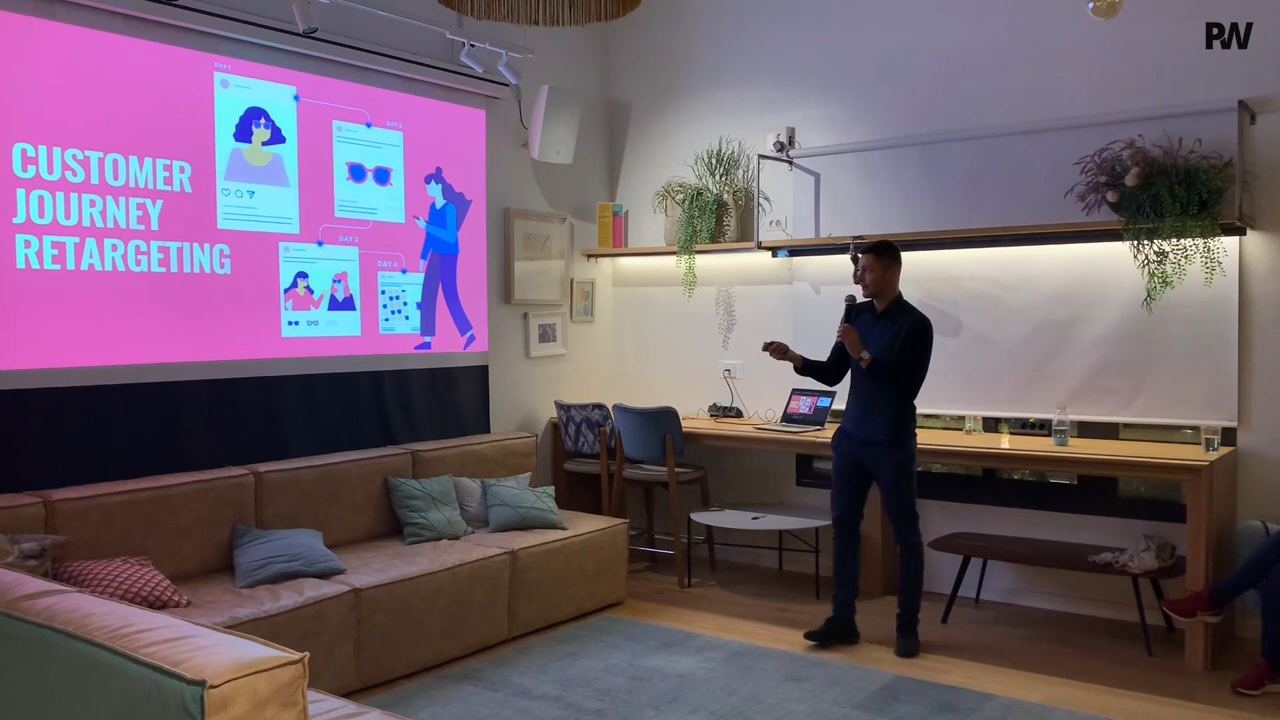 PW
DAY 1
DAY 2
CUSTOMER
JOURNEY
RETARGETING
DAY 3
DAY 4